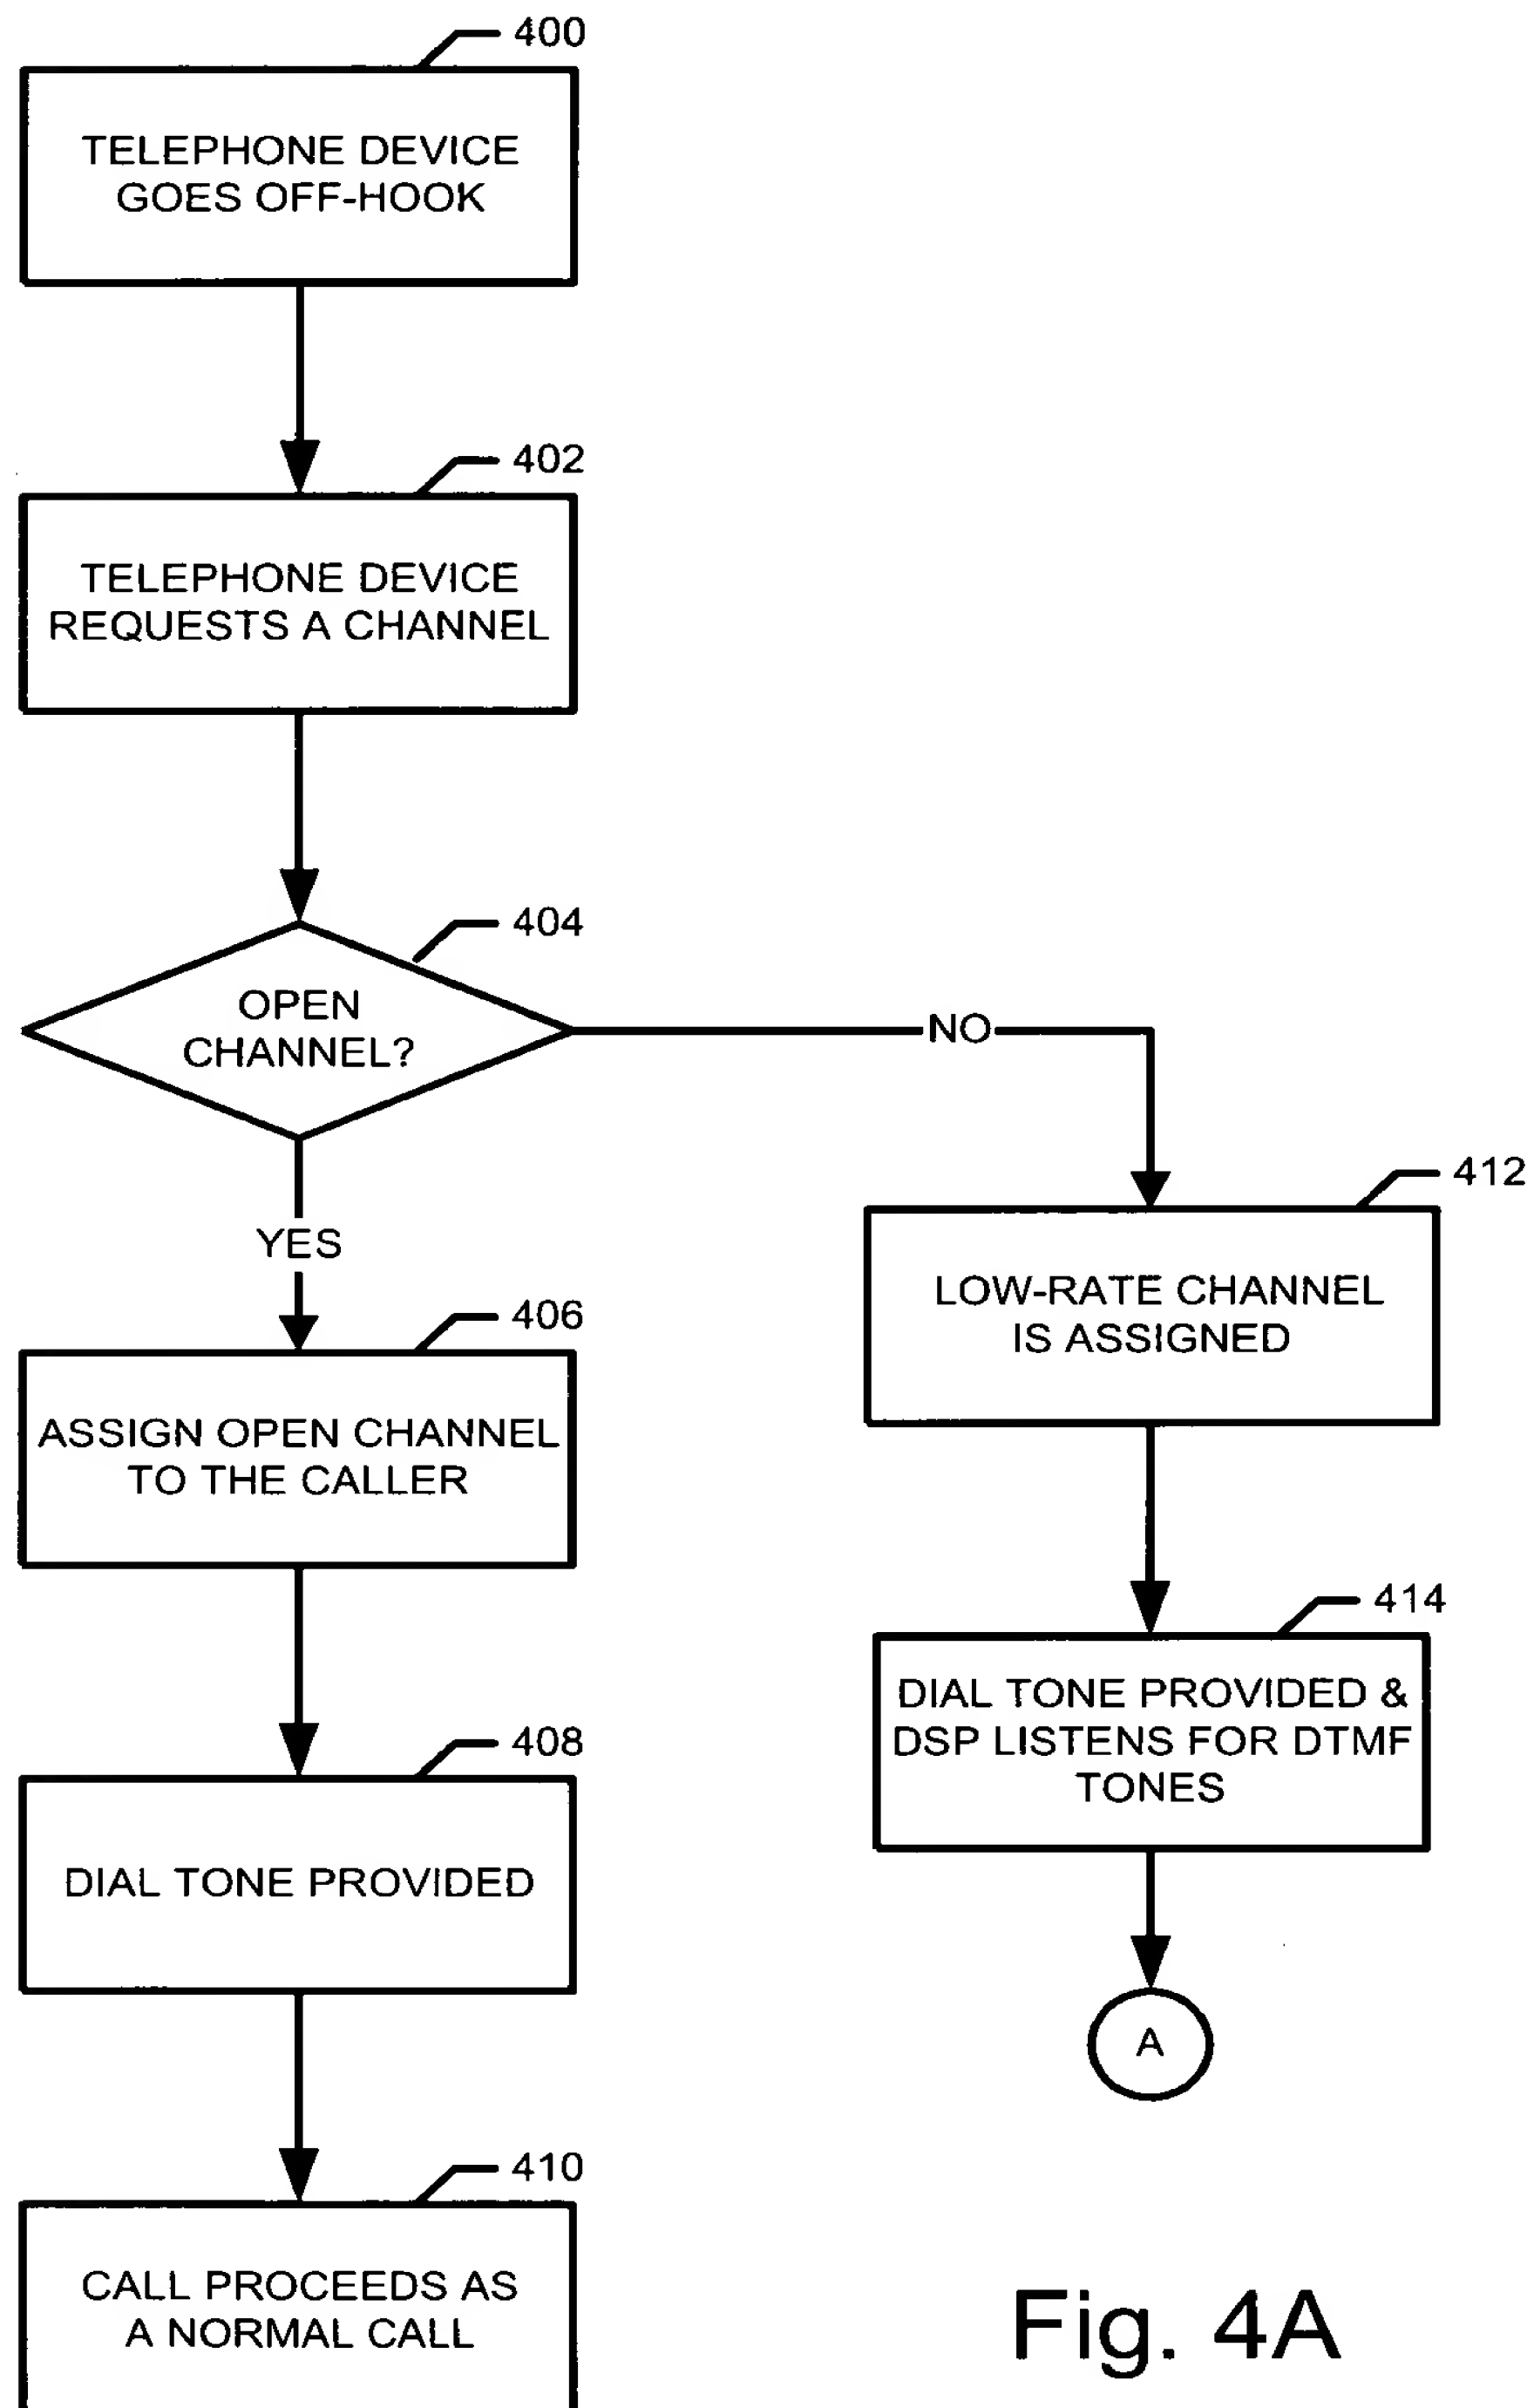 400
TELEPHONE DEVICE
GOES OFF-HOOK
402
TELEPHONE DEVICE
REQUESTS A CHANNEL
404
OPEN
CHANNEL?
NO
YES
412
LOW-RATE CHANNEL
IS ASSIGNED
406
ASSIGN OPEN CHANNEL
TO THE CALLER
414
DIAL TONE PROVIDED &
DSP LISTENS FOR DTMF
TONES
408
DIAL TONE PROVIDED
A
410
CALL PROCEEDS AS
A NORMAL CALL
Fig. 4A